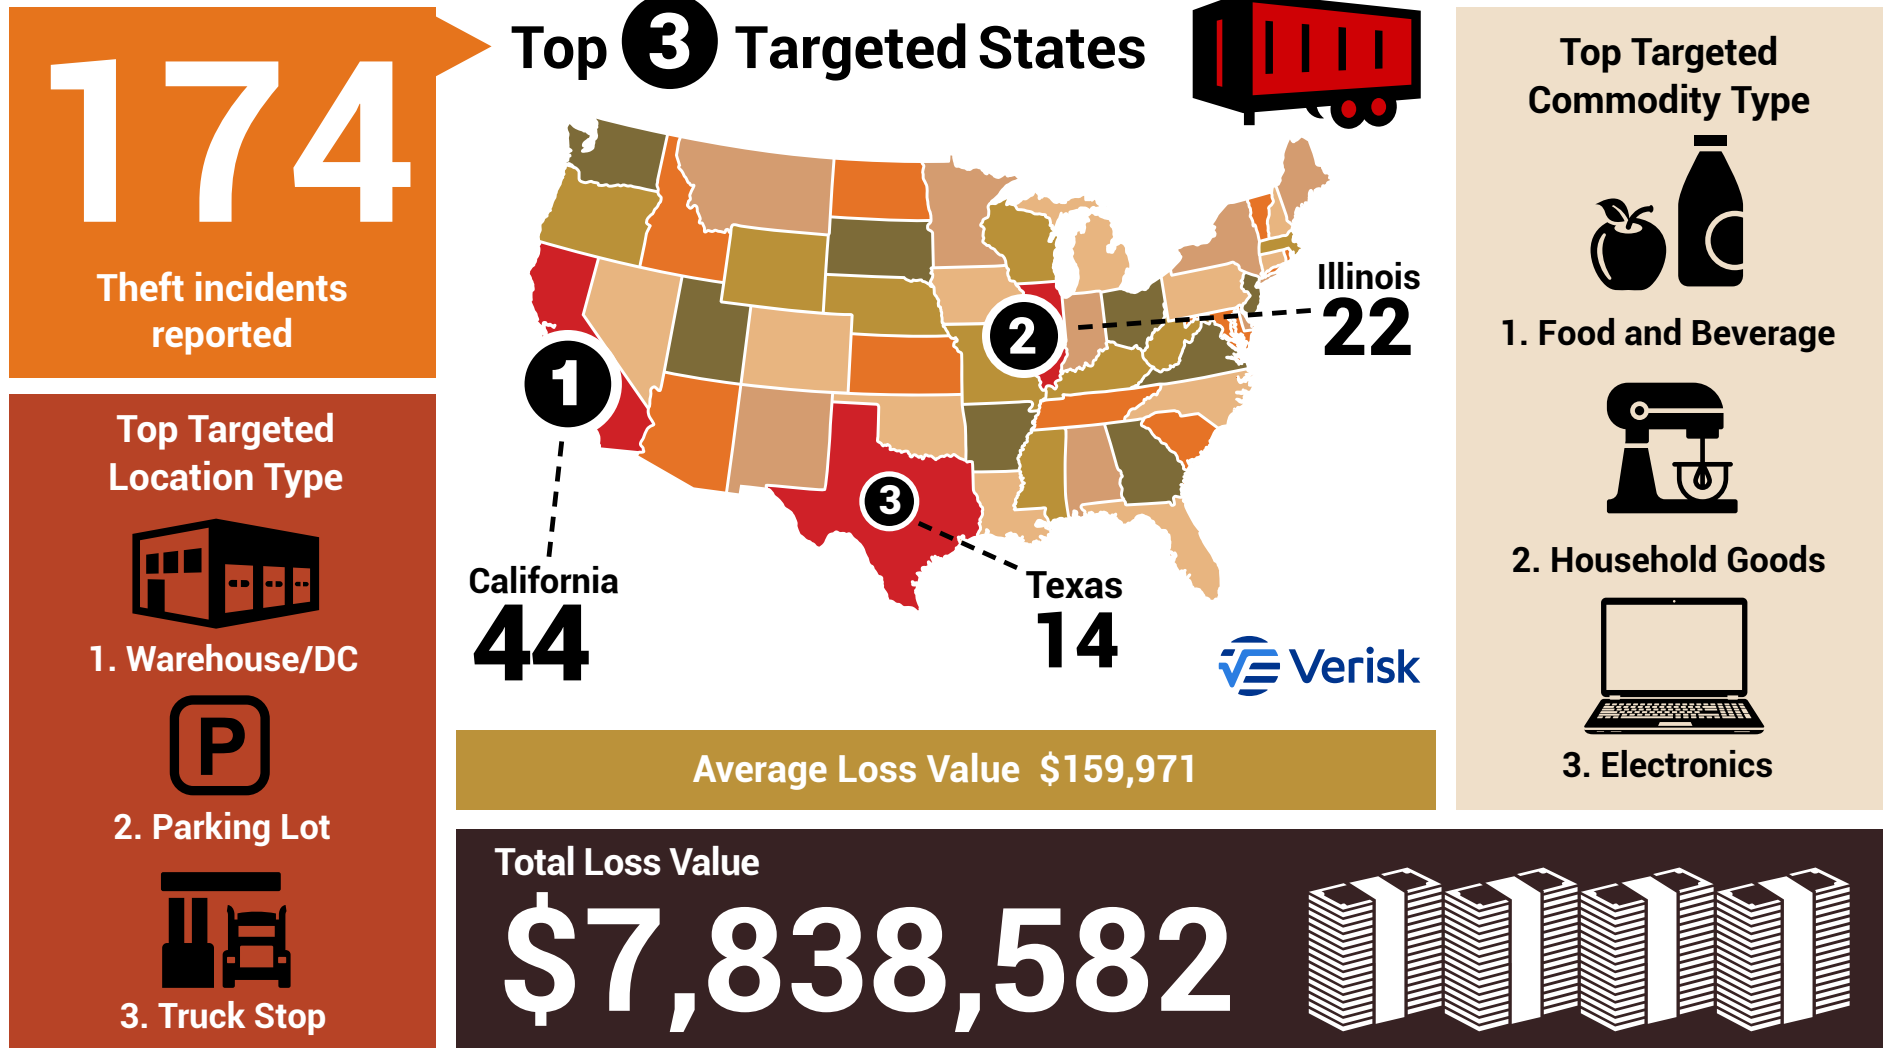 174
Theft incidents
reported
Top Targeted
Location Type
1. Warehouse/DC
P
2. Parking Lot
3. Truck Stop
Top 3 Targeted States
1
2
3
Illinois
22
California
44
Texas
14
Verisk
Average Loss Value $159,971
Total Loss Value
$7,838,582
Top Targeted
Commodity Type
1. Food and Beverage
2. Household Goods
3. Electronics